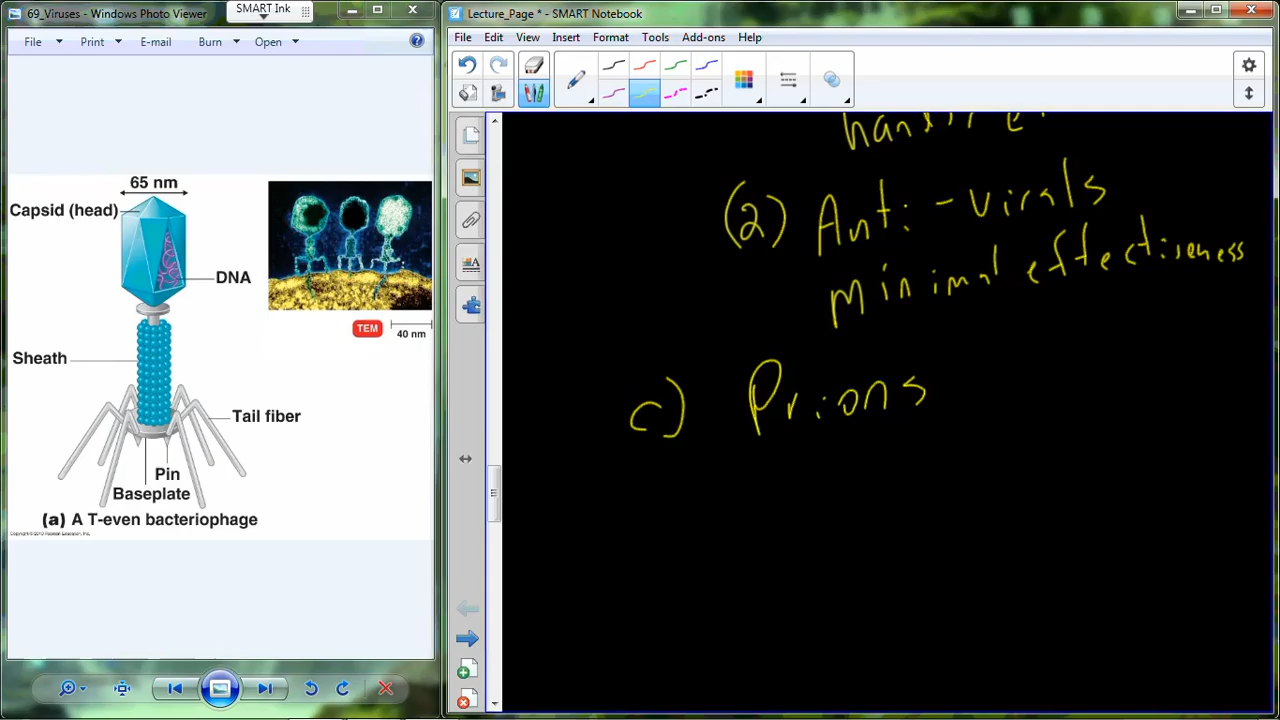 69_Viruses - Windows Photo Viewer
SMART Ink
File Print E-mail Burn Open
65 nm
Capsid (head)
DNA
TEM
40 nm
Sheath
Tail fiber
Pin
Baseplate
(a) A T-even bacteriophage
Lecture_Page * - SMART Notebook
File Edit View Insert Format Tools Add-ons Help
(2) Anti-virals
minimal effectiveness
c) Prions